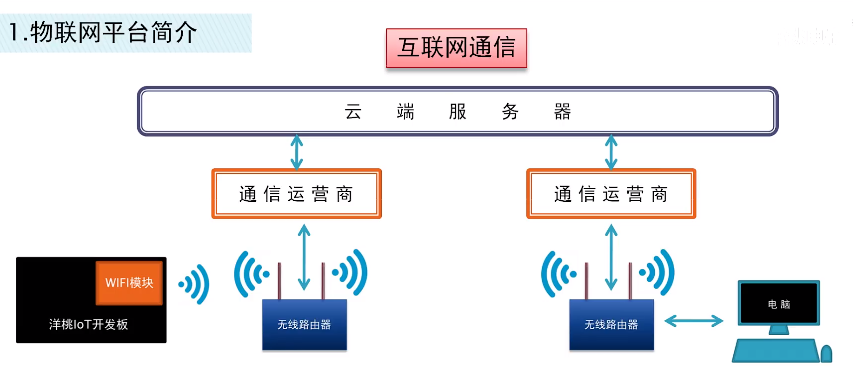 1.物联网平台简介
互联网通信
云端服务器
通信运营商
通信运营商
WIFI模块
洋桃IoT开发板
无线路由器
无线路由器
电脑